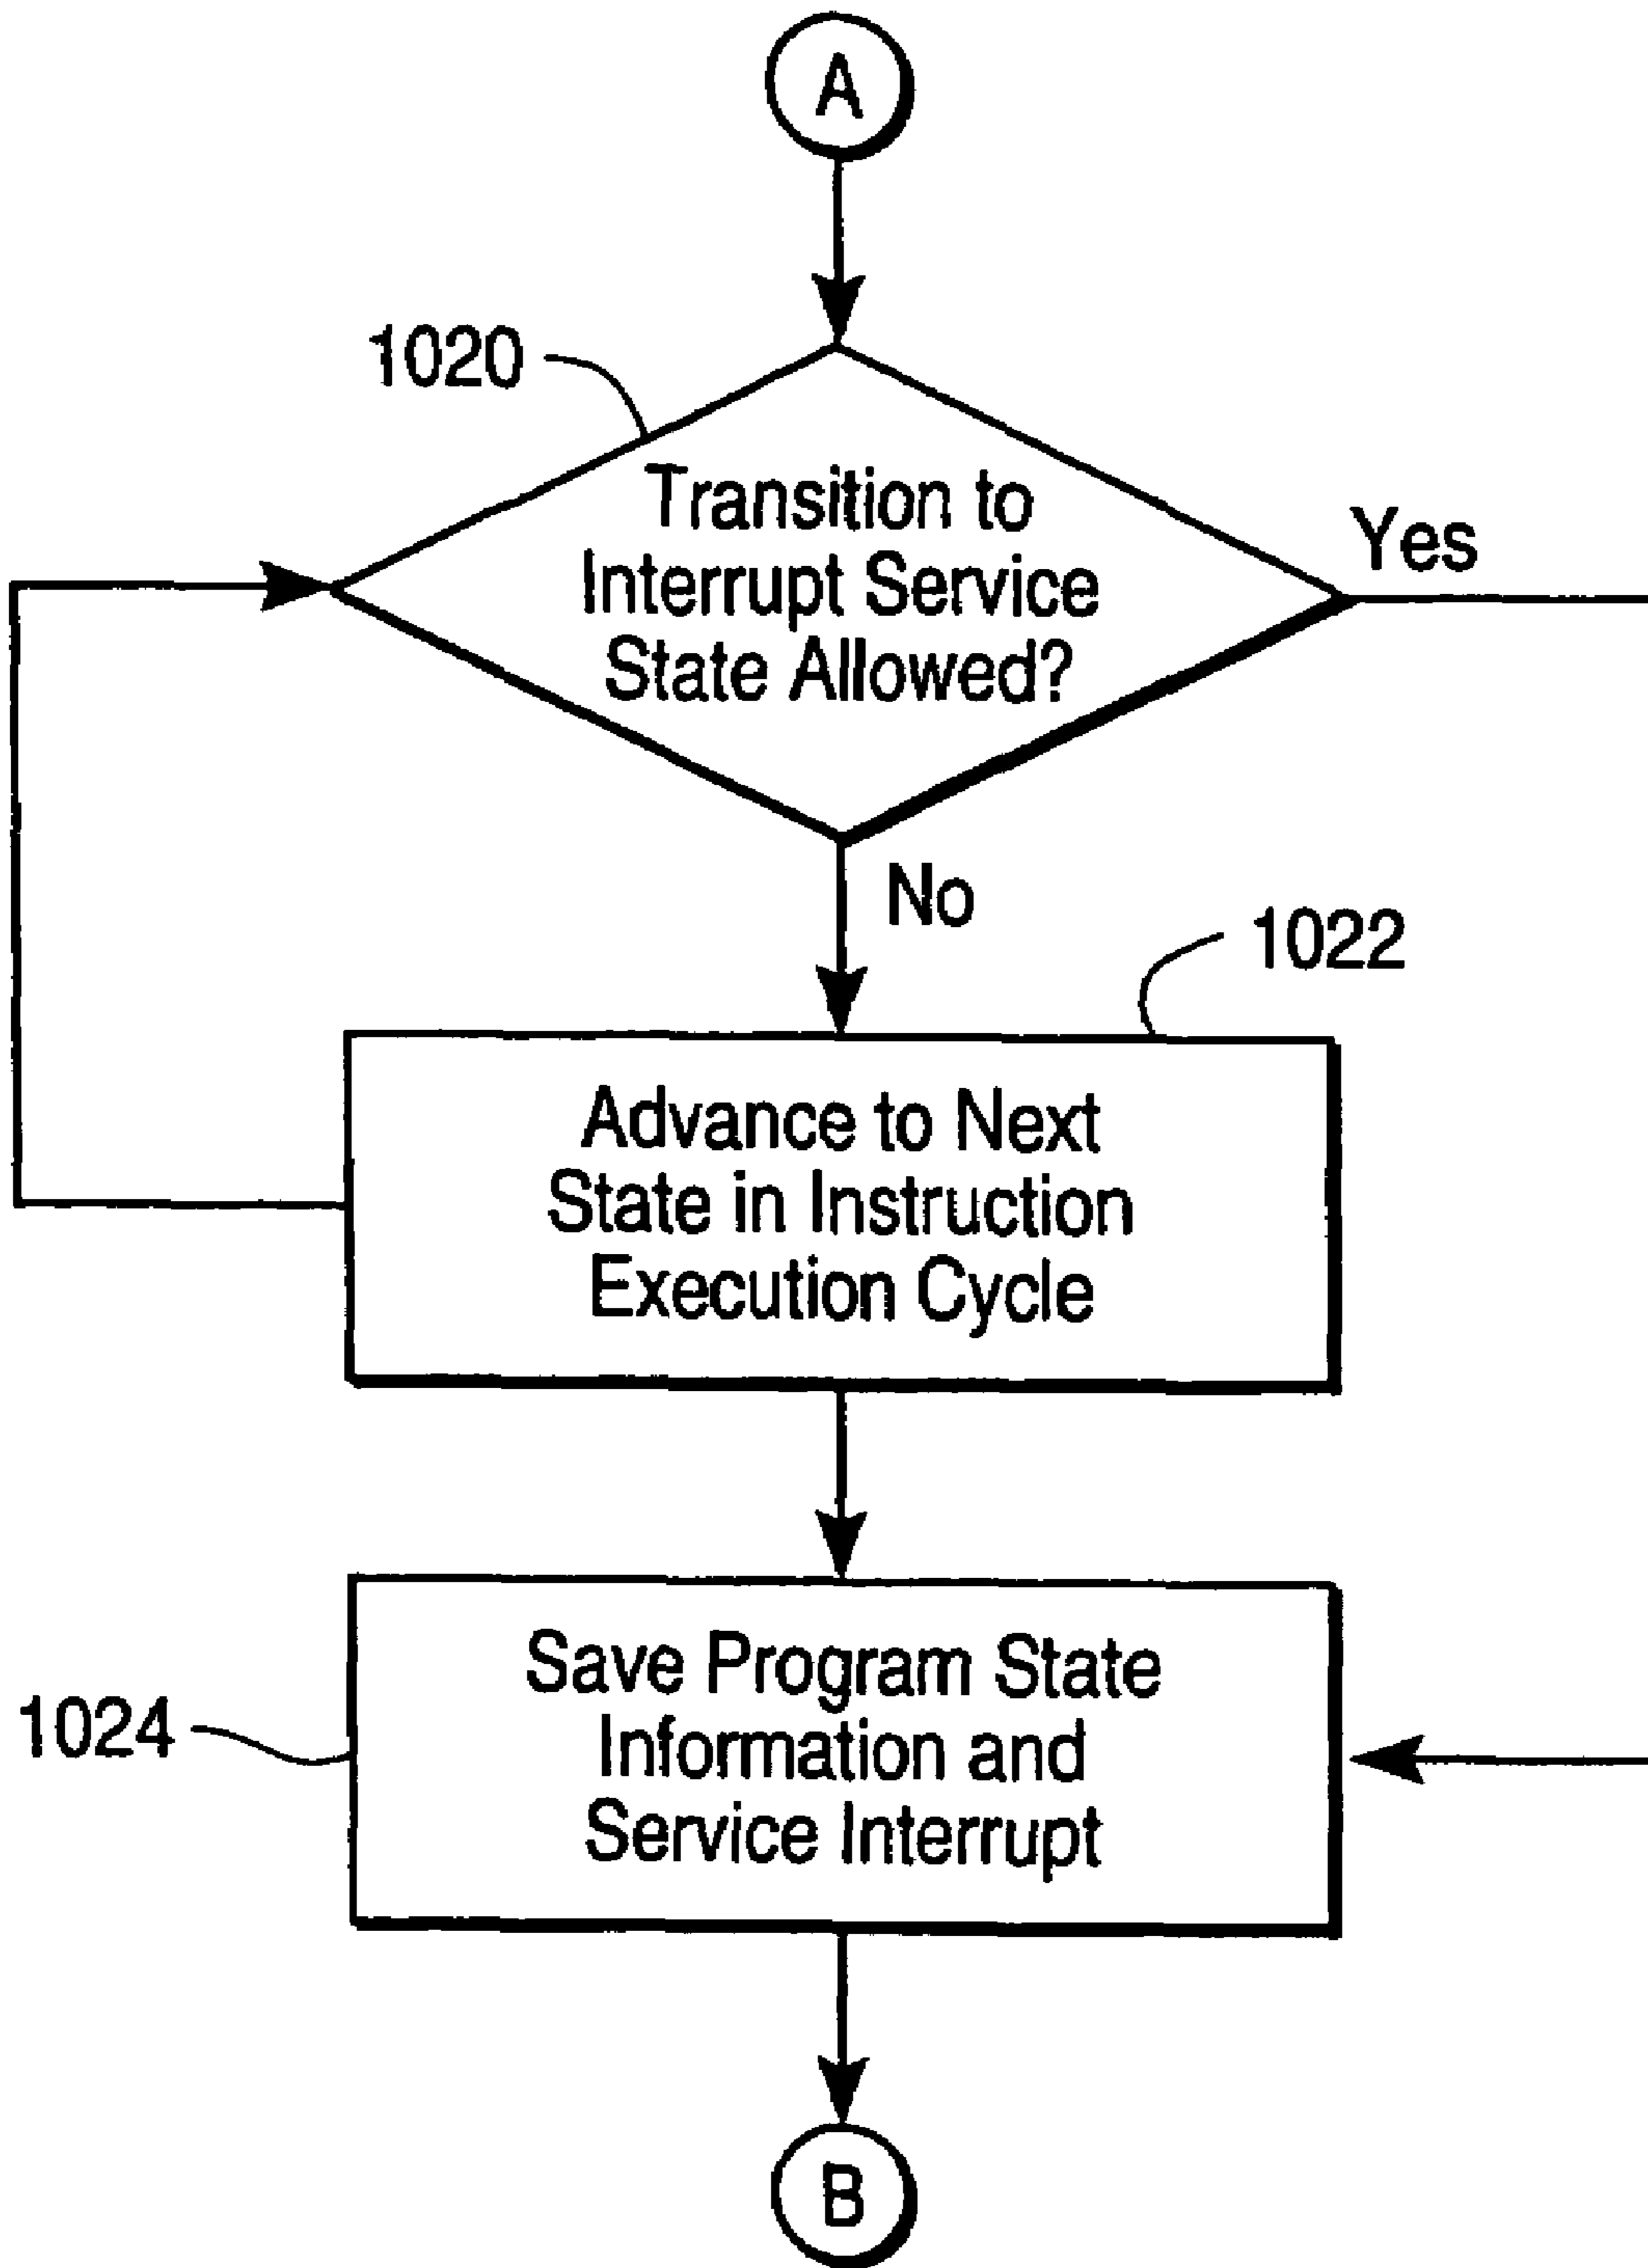 A
1020
Transition to
Interrupt Service
State Allowed?
Yes
No
1022
Advance to Next
State in Instruction
Execution Cycle
Save Program State
Information and
Service Interrupt
1024
B